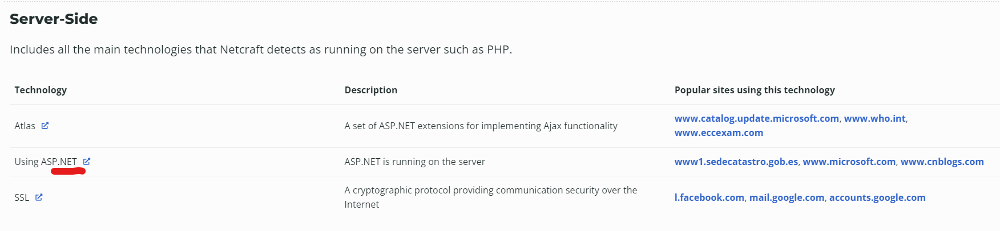 Server-Side
Includes all the main technologies that Netcraft detects as running on the server such as PHP.
Technology Description Popular sites using this technology
Atlas A set of ASP.NET extensions for implementing Ajax functionality www.catalog.update.microsoft.com, www.who.int,
www.eccexam.com
Using ASP.NET ASP.NET is running on the server www1.sedecatastro.gob.es, www.microsoft.com, www.cnblogs.com
SSL A cryptographic protocol providing communication security over the
Internet l.facebook.com, mail.google.com, accounts.google.com